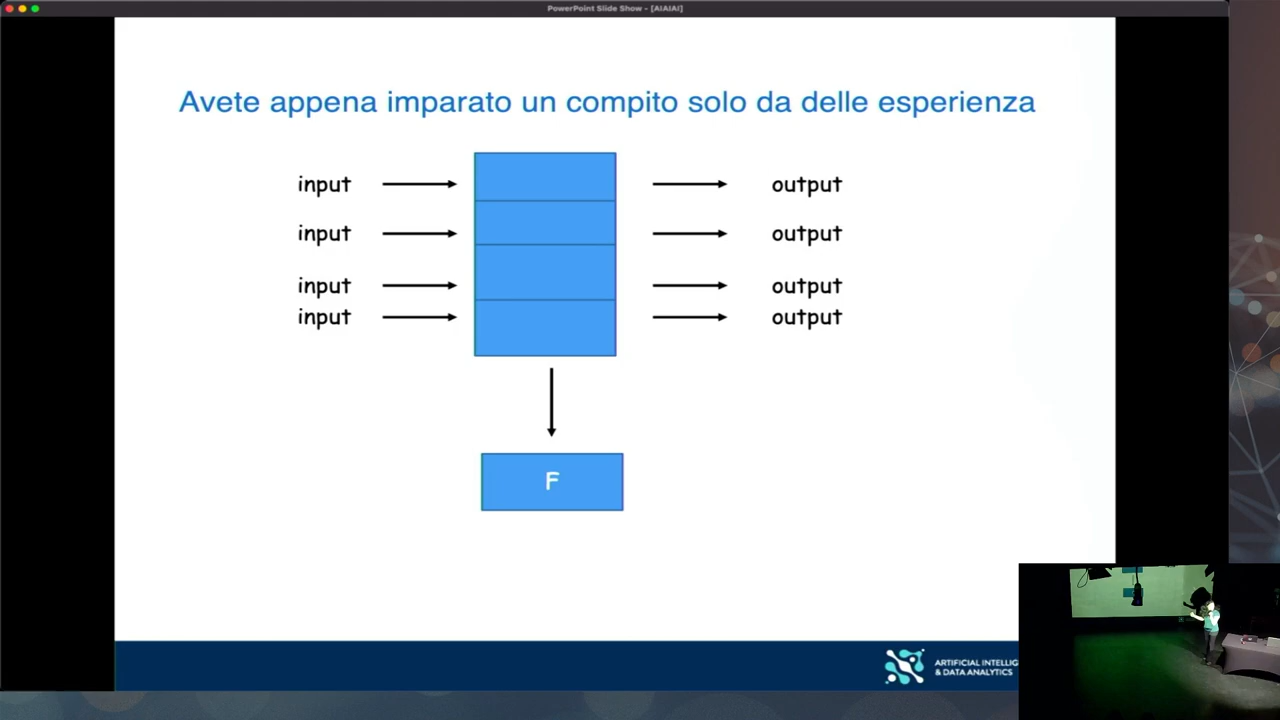 PowerPoint Slide Show - [AIAIAI]
Avete appena imparato un compito solo da delle esperienza
input output
input output
input output
input output
F
ARTIFICIAL INTELLIG
& DATA ANALYTICS